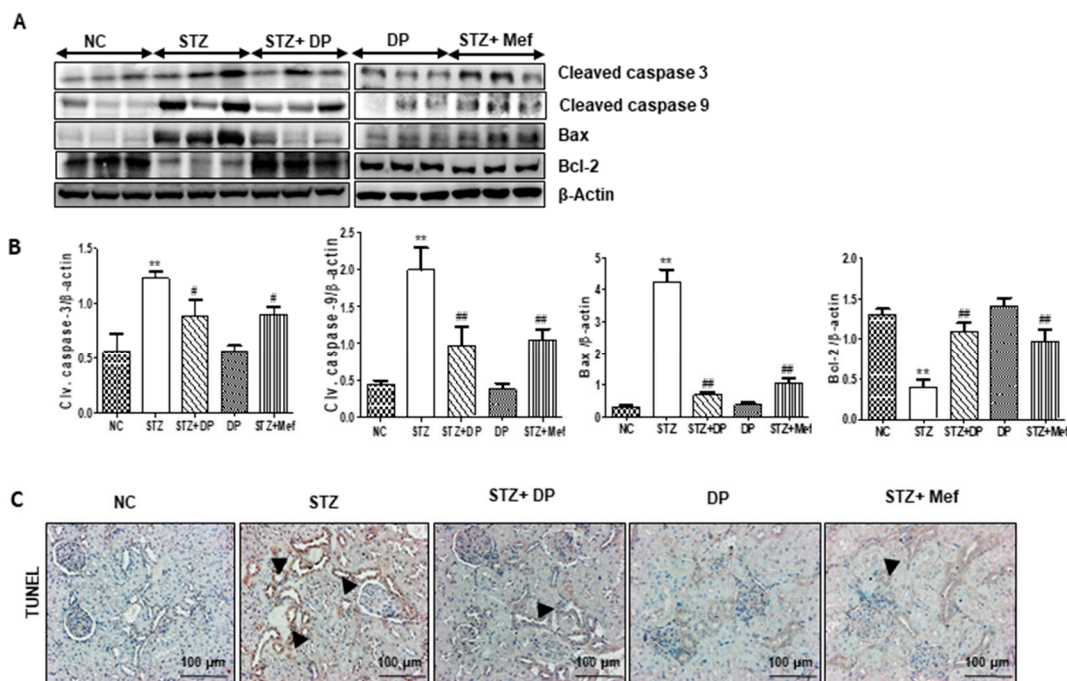 A
NC STZ STZ+ DP DP STZ+ Mef
Cleaved caspase 3
Cleaved caspase 9
Bax
Bcl-2
β-Actin
B
Clv. caspase-3/β-actin
1.5
1.0
0.5
0.0
** # #
NC STZ STZ+DP DP STZ+Mef
Clv. caspase-9/β-actin
2.5
2.0
1.5
1.0
0.5
0.0
** ## ##
NC STZ STZ+DP DP STZ+Mef
Bax /β-actin
5
4
3
2
1
0
** ## ##
NC STZ STZ+DP DP STZ+Mef
Bcl-2 /β-actin
2.0
1.5
1.0
0.5
0.0
** ## ##
NC STZ STZ+DP DP STZ+Mef
C
NC STZ STZ+ DP DP STZ+ Mef
TUNEL
100 μm 100 μm 100 μm 100 μm 100 μm